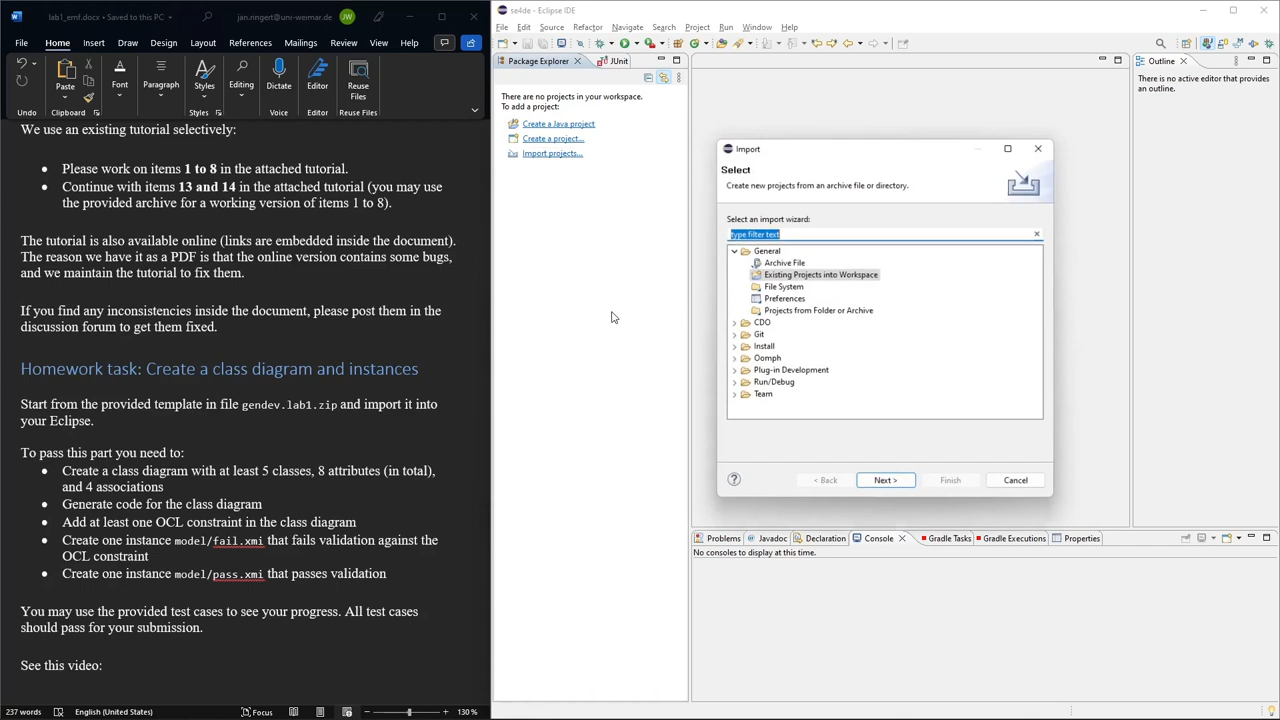 lab1_emf.docx • Saved to this PC
jan.ringert@uni-weimar.de
JW
File Home Insert Draw Design Layout References Mailings Review View Help
Paste
Font
Paragraph
Styles
Editing
Dictate
Editor
Reuse
Files
Undo
Clipboard
Styles
Voice
Editor
Reuse Files
We use an existing tutorial selectively:
• Please work on items 1 to 8 in the attached tutorial.
• Continue with items 13 and 14 in the attached tutorial (you may use
the provided archive for a working version of items 1 to 8).
The tutorial is also available online (links are embedded inside the document).
The reason we have it as a PDF is that the online version contains some bugs,
and we maintain the tutorial to fix them.
If you find any inconsistencies inside the document, please post them in the
discussion forum to get them fixed.
Homework task: Create a class diagram and instances
Start from the provided template in file gendev.lab1.zip and import it into
your Eclipse.
To pass this part you need to:
• Create a class diagram with at least 5 classes, 8 attributes (in total),
and 4 associations
• Generate code for the class diagram
• Add at least one OCL constraint in the class diagram
• Create one instance model/fail.xmi that fails validation against the
OCL constraint
• Create one instance model/pass.xmi that passes validation
You may use the provided test cases to see your progress. All test cases
should pass for your submission.
See this video:
237 words
English (United States)
Focus
130 %
se4de - Eclipse IDE
File Edit Source Refactor Navigate Search Project Run Window Help
Package Explorer
JUnit
There are no projects in your workspace.
To add a project:
Create a Java project
Create a project...
Import projects...
Outline
There is no active editor that provides
an outline.
Import
Select
Create new projects from an archive file or directory.
Select an import wizard:
type filter text
General
Archive File
Existing Projects into Workspace
File System
Preferences
Projects from Folder or Archive
CDO
Git
Install
Oomph
Plug-in Development
Run/Debug
Team
?
< Back
Next >
Finish
Cancel
Problems
Javadoc
Declaration
Console
Gradle Tasks
Gradle Executions
Properties
No consoles to display at this time.